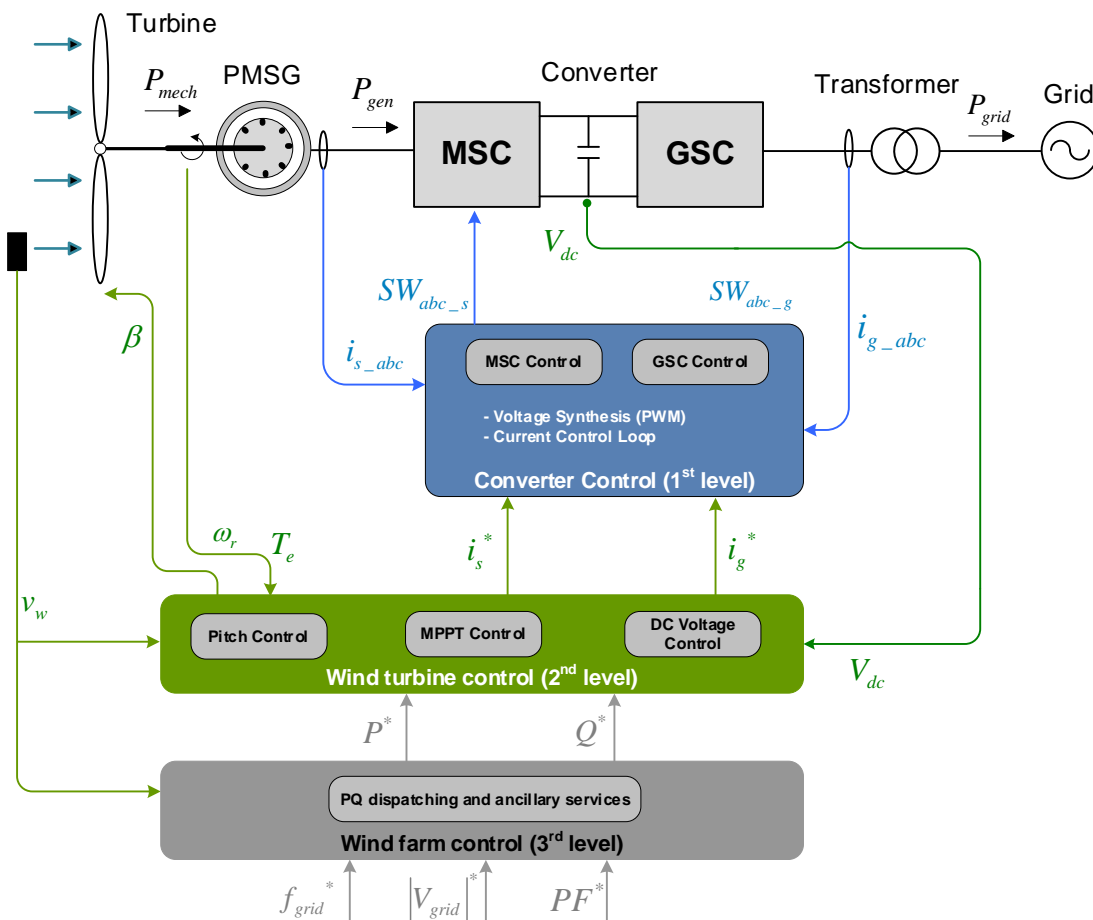 Turbine
P_mech
PMSG
P_gen
Converter
Transformer
P_grid
Grid
MSC
GSC
V_dc
SW_abc_s
SW_abc_g
β
i_s_abc
i_g_abc
MSC Control
GSC Control
- Voltage Synthesis (PWM)
- Current Control Loop
Converter Control (1st level)
ω_r
T_e
i_s*
i_g*
v_w
Pitch Control
MPPT Control
DC Voltage
Control
Wind turbine control (2nd level)
V_dc
P*
Q*
PQ dispatching and ancillary services
Wind farm control (3rd level)
f_grid*
|V_grid|*
PF*